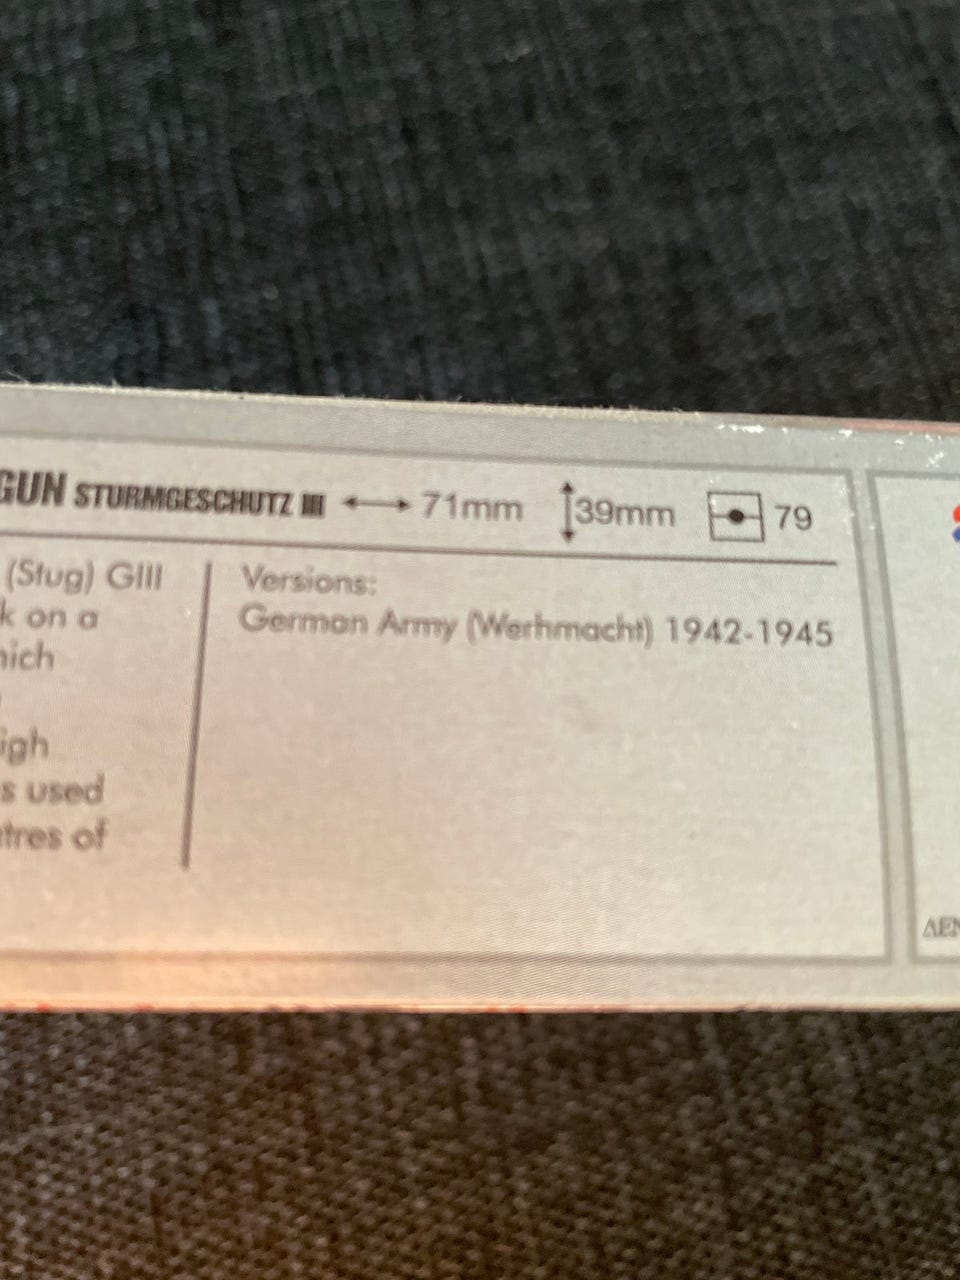 GUN STURMGESCHUTZ III 71mm 39mm 79
(Stug) GIII
k on a
hich
igh
s used
tres of
Versions:
German Army (Werhmacht) 1942-1945
ΔΕΝ